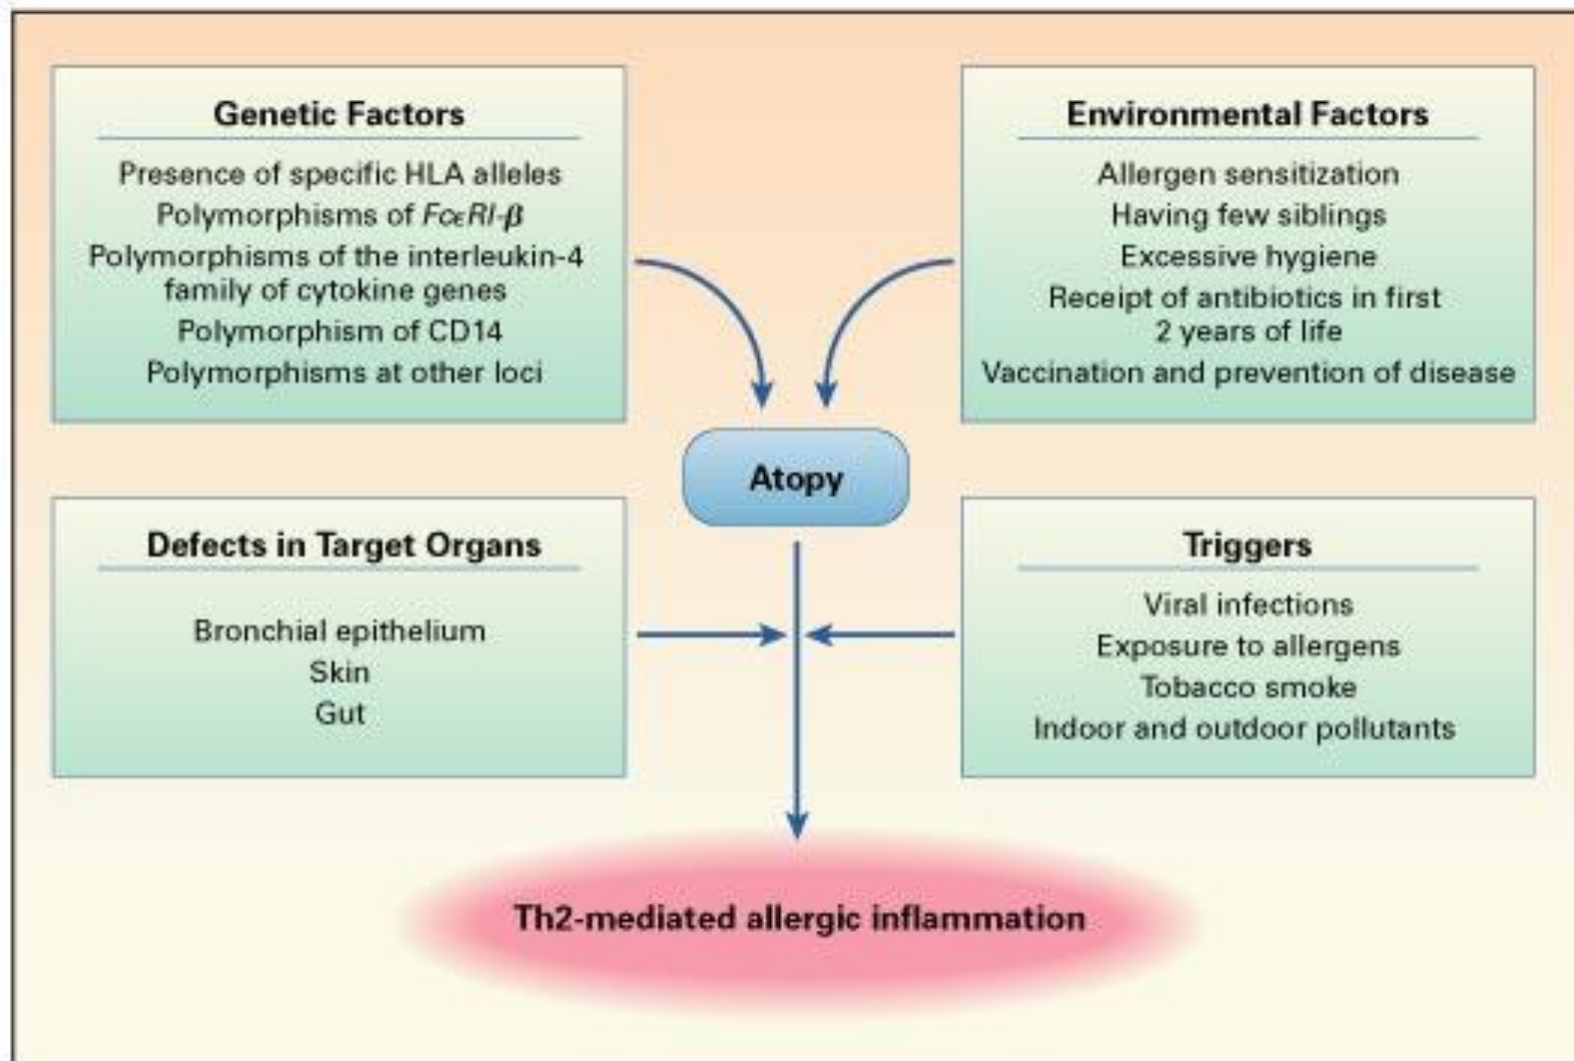 Genetic Factors
Presence of specific HLA alleles
Polymorphisms of FcεRI-β
Polymorphisms of the interleukin-4
family of cytokine genes
Polymorphism of CD14
Polymorphisms at other loci
Environmental Factors
Allergen sensitization
Having few siblings
Excessive hygiene
Receipt of antibiotics in first
2 years of life
Vaccination and prevention of disease
Atopy
Defects in Target Organs
Bronchial epithelium
Skin
Gut
Triggers
Viral infections
Exposure to allergens
Tobacco smoke
Indoor and outdoor pollutants
Th2-mediated allergic inflammation